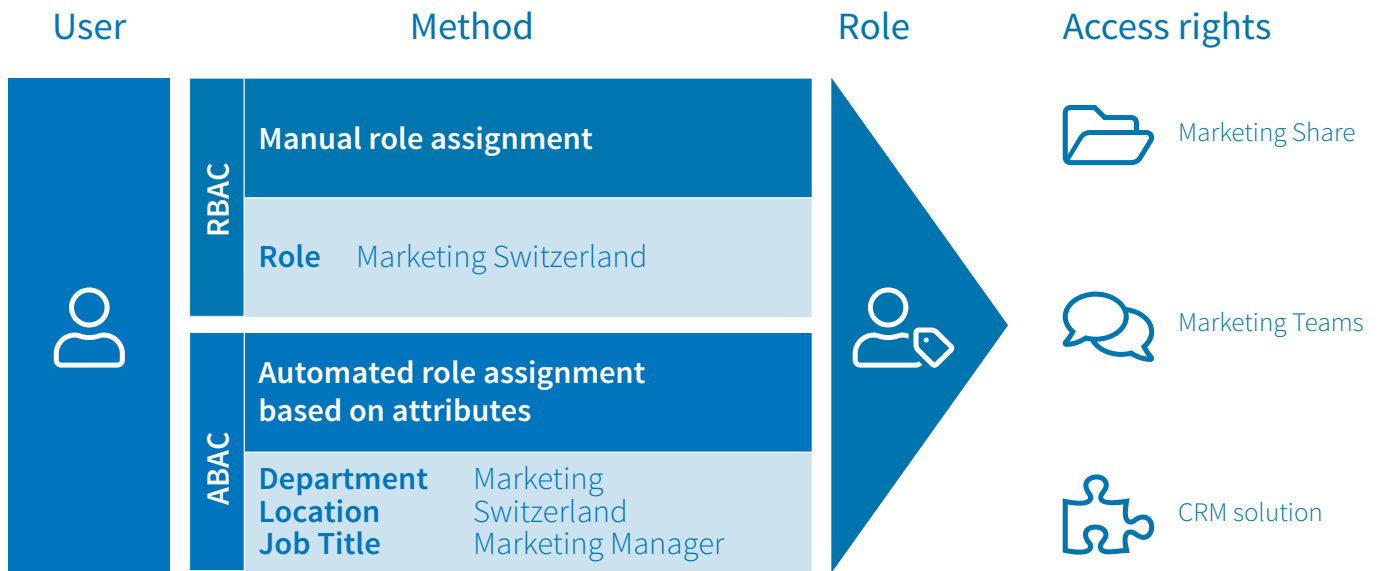 User
Method
Role
Access rights
RBAC
Manual role assignment
Role Marketing Switzerland
ABAC
Automated role assignment
based on attributes
Department Marketing
Location Switzerland
Job Title Marketing Manager
Marketing Share
Marketing Teams
CRM solution